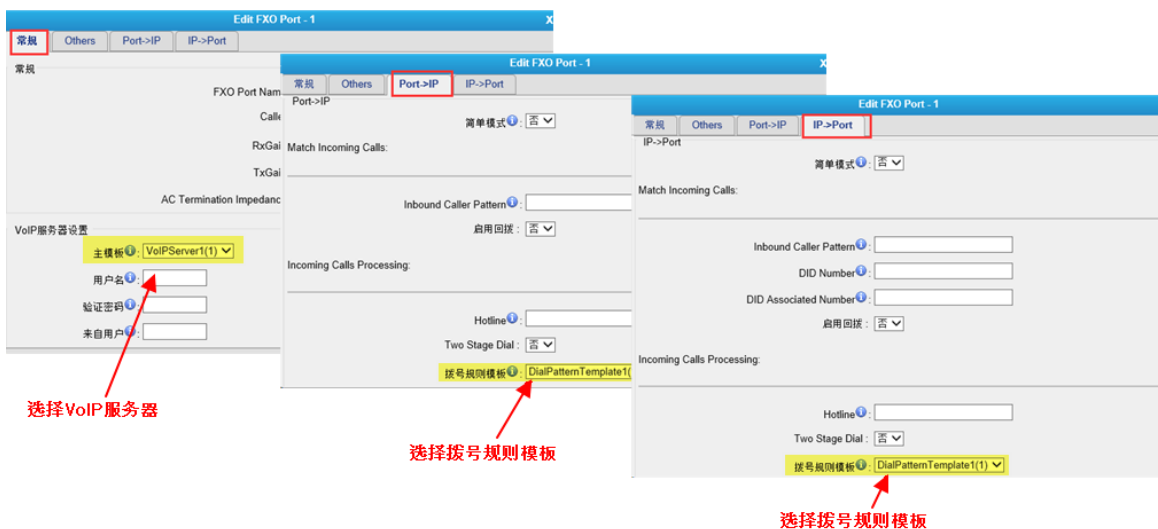 Edit FXO Port - 1
X
常规
Others
Port->IP
IP->Port
常规
FXO Port Nam
Calle
RxGai
TxGai
AC Termination Impedanc
VoIP服务器设置
主模板 : VoIPServer1(1)
用户名 :
验证密码 :
来自用户 :
选择VoIP服务器
Edit FXO Port - 1
X
常规
Others
Port->IP
IP->Port
Port->IP
简单模式 : 否
Match Incoming Calls:
Inbound Caller Pattern :
启用回拨 : 否
Incoming Calls Processing:
Hotline :
Two Stage Dial : 否
拨号规则模板 : DialPatternTemplate1(
选择拨号规则模板
Edit FXO Port - 1
常规
Others
Port->IP
IP->Port
IP->Port
简单模式 : 否
Match Incoming Calls:
Inbound Caller Pattern :
DID Number :
DID Associated Number :
启用回拨 : 否
Incoming Calls Processing:
Hotline :
Two Stage Dial : 否
拨号规则模板 : DialPatternTemplate1(1)
选择拨号规则模板